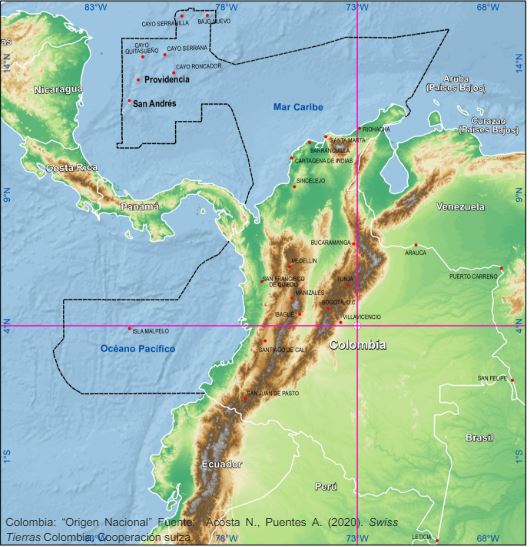 83°W 78°W 73°W 68°W
CAYO SERRANILLA
BAJO NUEVO
CAYO
QUITASUEÑO
CAYO SERRANA
14°N
14°N
CAYO RONCADOR
Providencia
Nicaragua
San Andrés
Mar Caribe
Aruba
(Países Bajos)
Curazao
(Países Bajos)
RIOHACHA
SANTA MARTA
BARRANQUILLA
CARTAGENA DE INDIAS
Costa Rica
SINCELEJO
9°N
9°N
Panamá
Venezuela
BUCARAMANGA
ARAUCA
MEDELLIN
PUERTO CARREÑO
SAN FRANCISCO
DE QUIBDÓ
TUNJA
MANIZALES
BOGOTÁ, D.C.
IBAGUÉ
VILLAVICENCIO
4°N
4°N
ISLA MALPELO
Océano Pacífico
SANTIAGO DE CALI
Colombia
SAN FELIPE
SAN JUAN DE PASTO
Brasil
1°S
1°S
Ecuador
Perú
Colombia: "Origen Nacional" Fuente: Acosta N., Puentes A. (2020). Swiss
Tierras Colombia, Cooperación suiza.
LETICIA
83°W 78°W 73°W 68°W